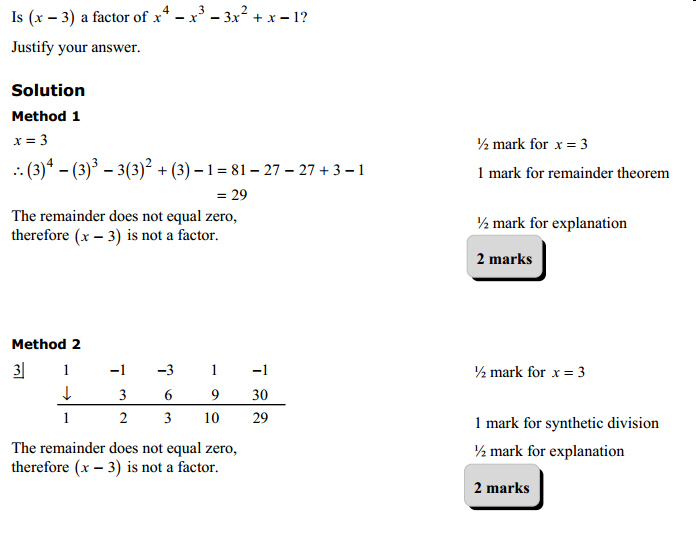 Is (x – 3) a factor of x⁴ – x³ – 3x² + x – 1?
Justify your answer.
Solution
Method 1
x = 3
½ mark for x = 3
∴ (3)⁴ – (3)³ – 3(3)² + (3) – 1 = 81 – 27 – 27 + 3 – 1
1 mark for remainder theorem
= 29
The remainder does not equal zero,
therefore (x – 3) is not a factor.
½ mark for explanation
2 marks
Method 2
3| 1 –1 –3 1 –1
½ mark for x = 3
↓ 3 6 9 30
1 2 3 10 29
1 mark for synthetic division
The remainder does not equal zero,
therefore (x – 3) is not a factor.
½ mark for explanation
2 marks